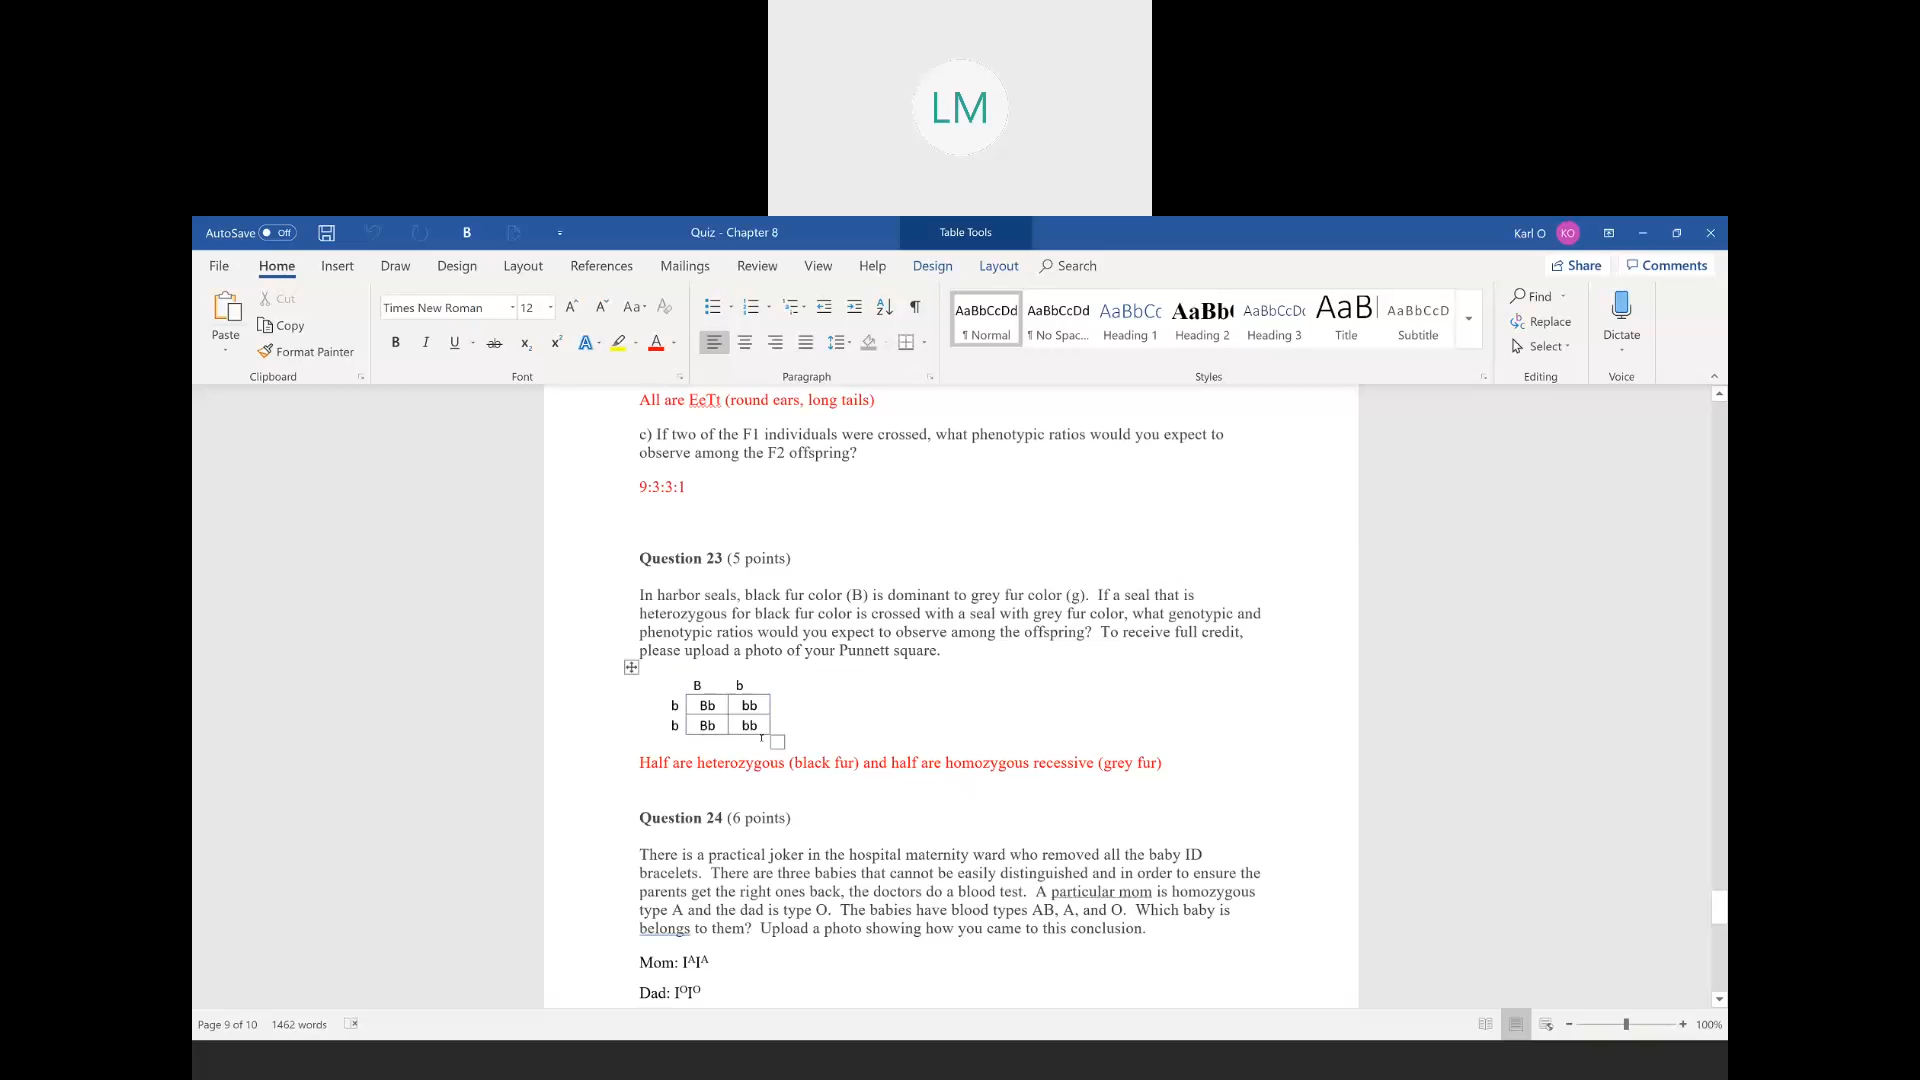 LM
AutoSave Off B Quiz - Chapter 8 Table Tools Karl O KO
File Home Insert Draw Design Layout References Mailings Review View Help Design Layout Search Share Comments
Paste
Cut
Copy
Format Painter
Clipboard
Times New Roman 12 Aa
B I U ab x2 x2 A A
Font
Paragraph
AaBbCcDd AaBbCcDd AaBbCc AaBbC AaBbCcDc AaB AaBbCcD
¶ Normal ¶ No Spac... Heading 1 Heading 2 Heading 3 Title Subtitle
Styles
Find
Replace
Select
Editing
Dictate
Voice
All are EeTt (round ears, long tails)
c) If two of the F1 individuals were crossed, what phenotypic ratios would you expect to
observe among the F2 offspring?
9:3:3:1
Question 23 (5 points)
In harbor seals, black fur color (B) is dominant to grey fur color (g). If a seal that is
heterozygous for black fur color is crossed with a seal with grey fur color, what genotypic and
phenotypic ratios would you expect to observe among the offspring? To receive full credit,
please upload a photo of your Punnett square.
B b
b Bb bb
b Bb bb
Half are heterozygous (black fur) and half are homozygous recessive (grey fur)
Question 24 (6 points)
There is a practical joker in the hospital maternity ward who removed all the baby ID
bracelets. There are three babies that cannot be easily distinguished and in order to ensure the
parents get the right ones back, the doctors do a blood test. A particular mom is homozygous
type A and the dad is type O. The babies have blood types AB, A, and O. Which baby is
belongs to them? Upload a photo showing how you came to this conclusion.
Mom: IᴬIᴬ
Dad: IᴼIᴼ
Page 9 of 10 1462 words 100%